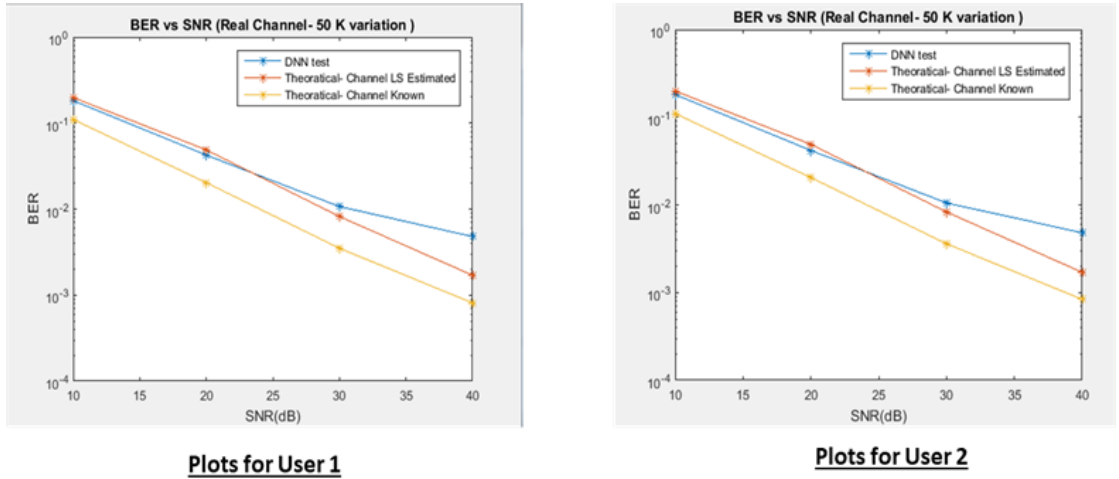 BER vs SNR (Real Channel- 50 K variation )
10^0
10^-1
10^-2
10^-3
10^-4
BER
DNN test
Theoratical- Channel LS Estimated
Theoratical- Channel Known
10 15 20 25 30 35 40
SNR(dB)
Plots for User 1
BER vs SNR (Real Channel- 50 K variation )
10^0
10^-1
10^-2
10^-3
10^-4
BER
DNN test
Theoratical- Channel LS Estimated
Theoratical- Channel Known
10 15 20 25 30 35 40
SNR(dB)
Plots for User 2